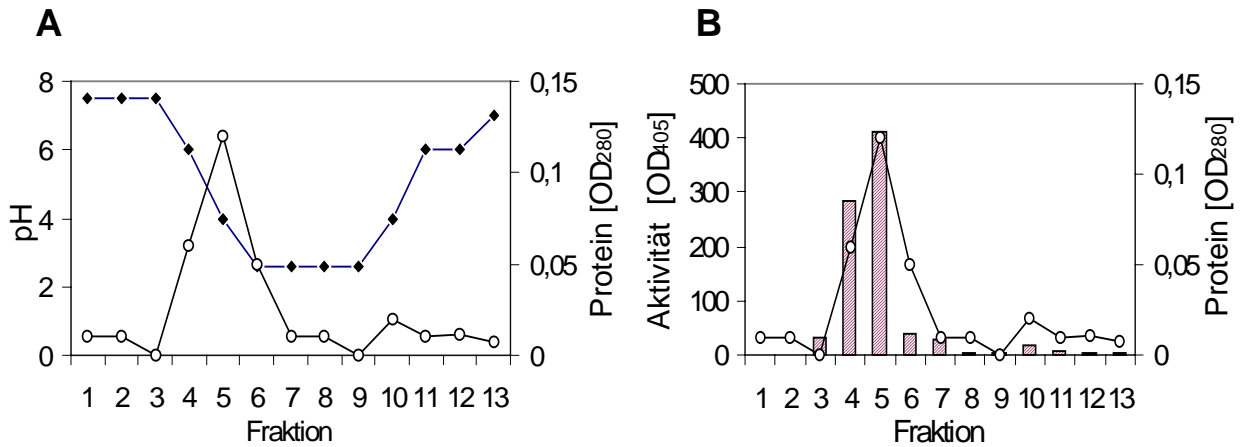 A
B
8
6
4
2
0
pH
0,15
0,1
0,05
0
Protein [OD280]
1 2 3 4 5 6 7 8 9 10 11 12 13
Fraktion
500
400
300
200
100
0
Aktivität [OD405]
0,15
0,1
0,05
0
Protein [OD280]
1 2 3 4 5 6 7 8 9 10 11 12 13
Fraktion